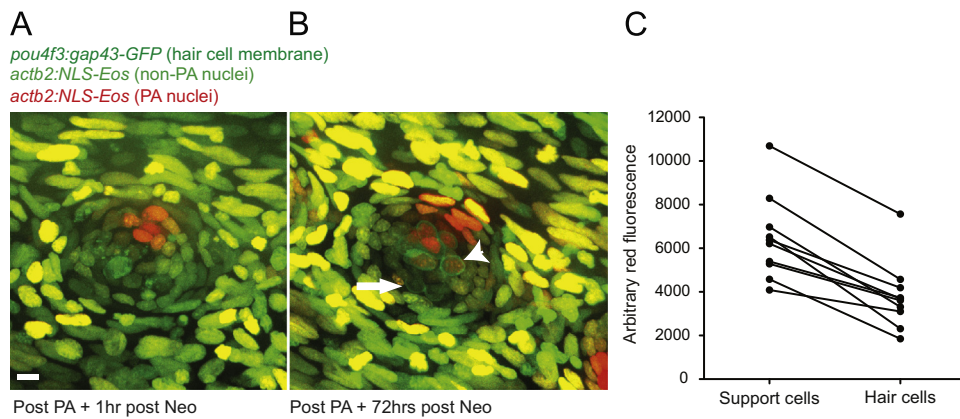 A
B
C
pou4f3:gap43-GFP (hair cell membrane)
actb2:NLS-Eos (non-PA nuclei)
actb2:NLS-Eos (PA nuclei)
Post PA + 1hr post Neo
Post PA + 72hrs post Neo
Arbitrary red fluorescence
12000
10000
8000
6000
4000
2000
0
Support cells
Hair cells